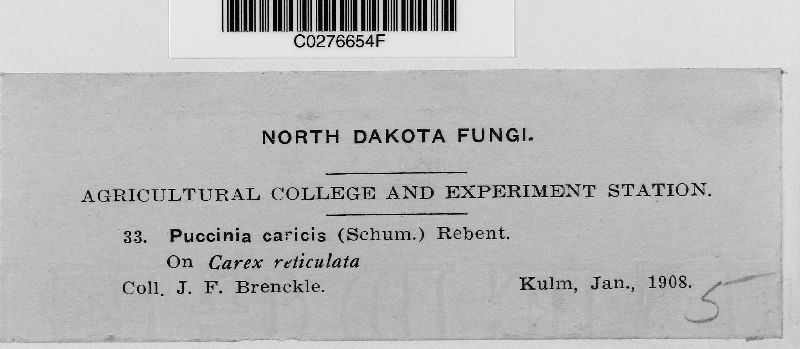 C0276654F
NORTH DAKOTA FUNGI.
AGRICULTURAL COLLEGE AND EXPERIMENT STATION.
33. Puccinia caricis (Schum.) Rebent.
On Carex reticulata
Coll. J. F. Brenckle. Kulm, Jan., 1908. 5